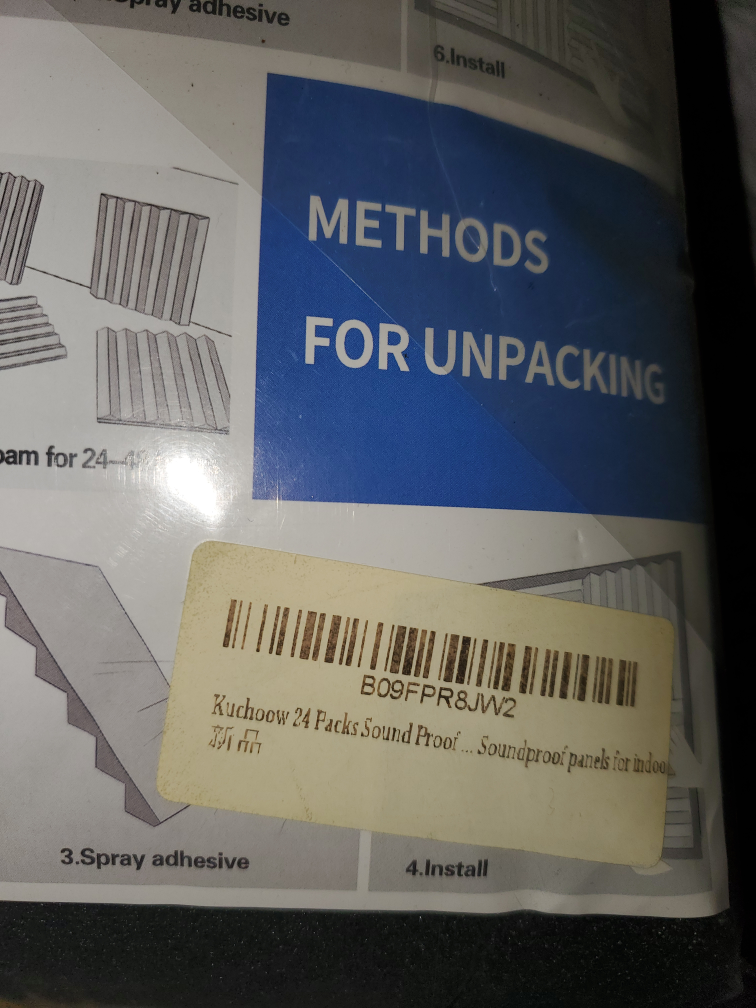 Spray adhesive
6.Install
METHODS
FOR UNPACKING
oam for 24–48
B09FPR8JW2
Kuchoow 24 Packs Sound Proof ... Soundproof panels for indoo
新品
3.Spray adhesive
4.Install